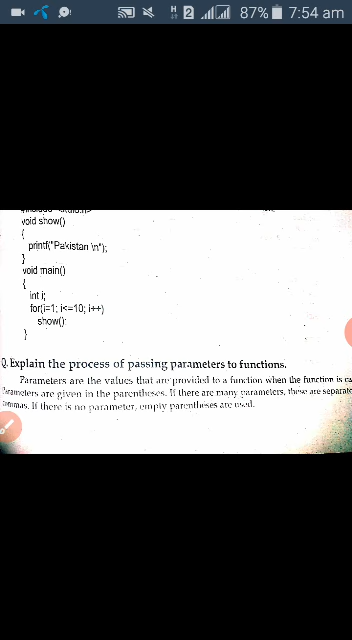 H 2 87% 7:54 am
void show()
{
printf("Pakistan \n");
}
void main()
{
int i;
for(i=1; i<=10; i++)
show();
}
Q. Explain the process of passing parameters to functions.
Parameters are the values that are provided to a function when the function is
Parameters are given in the parentheses. If there are many parameters, these are separate
commas. If there is no parameter, empty parentheses are used.